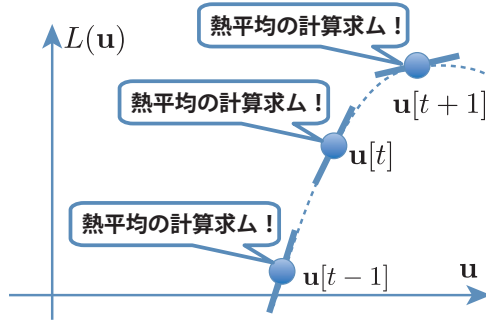 熱平均の計算求ム！
L(u)
u[t + 1]
熱平均の計算求ム！
u[t]
熱平均の計算求ム！
u[t − 1]
u